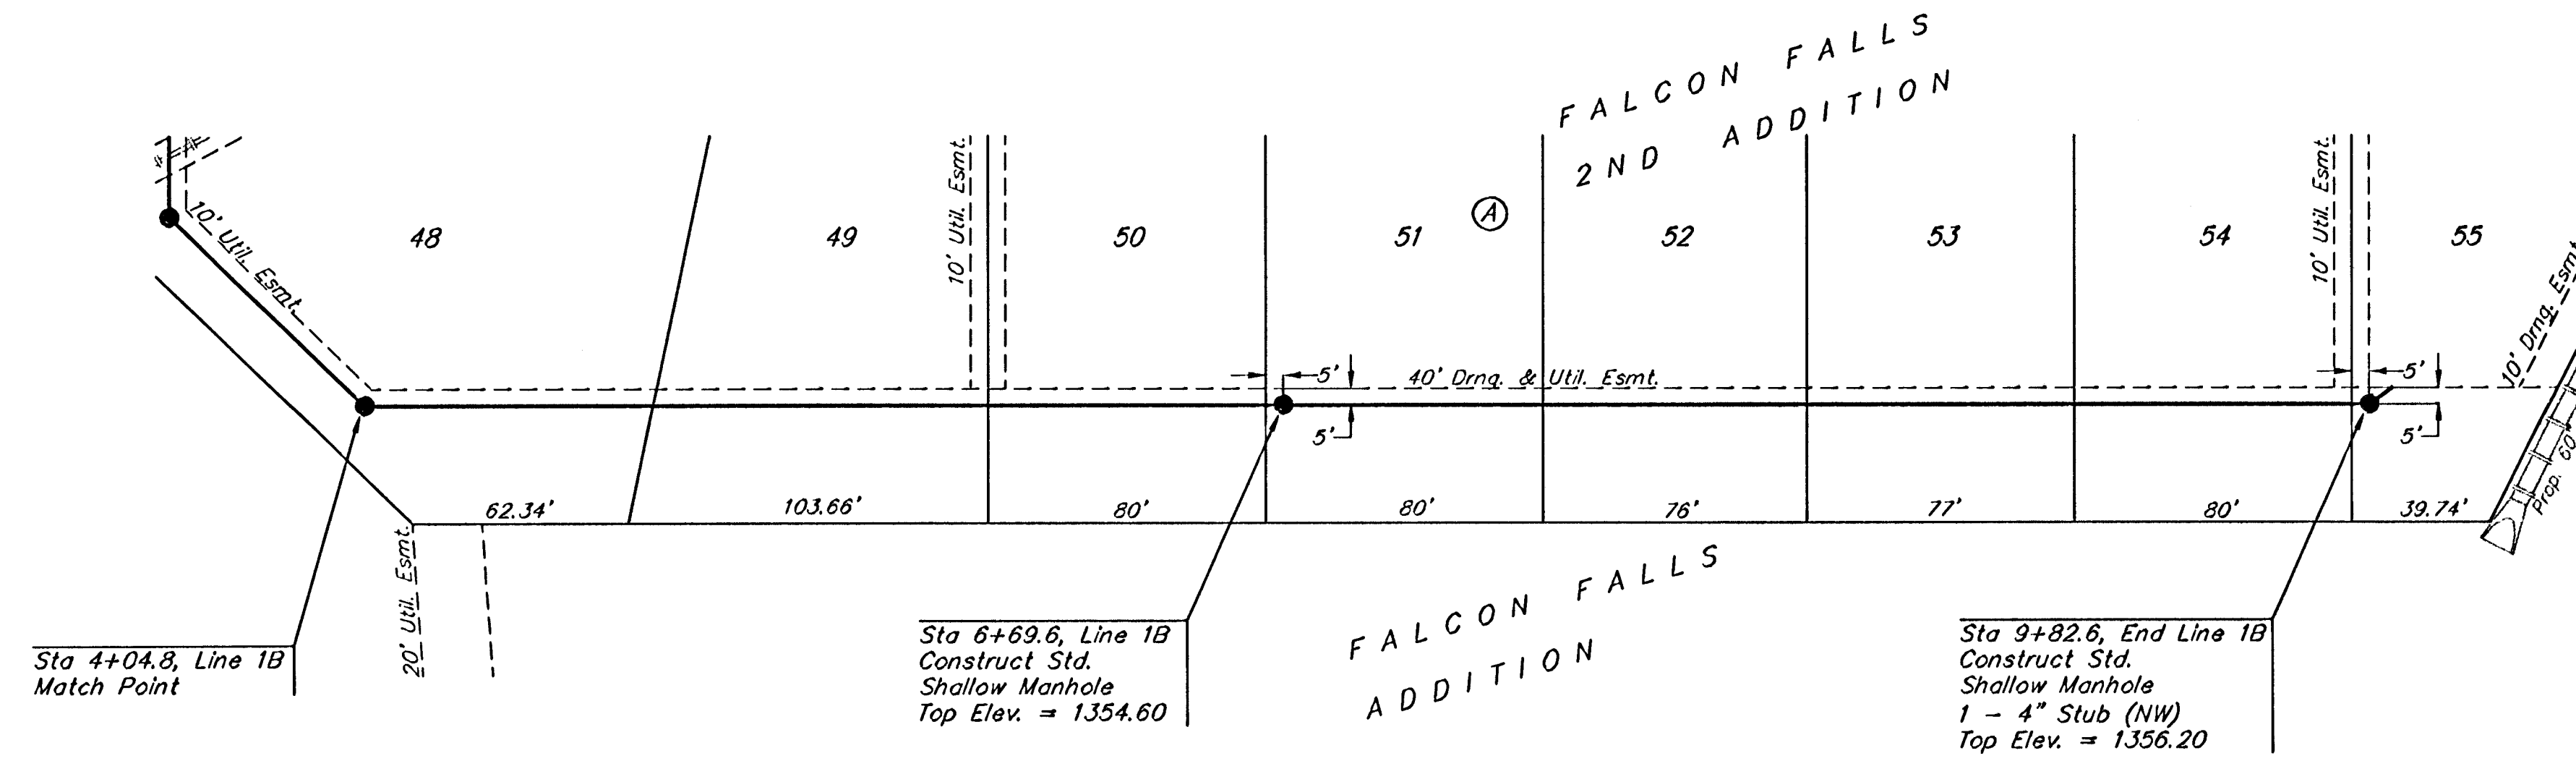 FALCON FALLS
2ND ADDITION
10' Util. Esmt.
48
49
10' Util. Esmt.
50
51
A
52
53
54
10' Util. Esmt.
55
10' Drng. Esmt
5'
40' Drng. & Util. Esmt.
5'
5'
5'
62.34'
103.66'
80'
80'
76'
77'
80'
39.74'
Prop. 60"
20' Util. Esmt.
FALCON FALLS
ADDITION
Sta 4+04.8, Line 1B
Match Point
Sta 6+69.6, Line 1B
Construct Std.
Shallow Manhole
Top Elev. = 1354.60
Sta 9+82.6, End Line 1B
Construct Std.
Shallow Manhole
1 - 4" Stub (NW)
Top Elev. = 1356.20